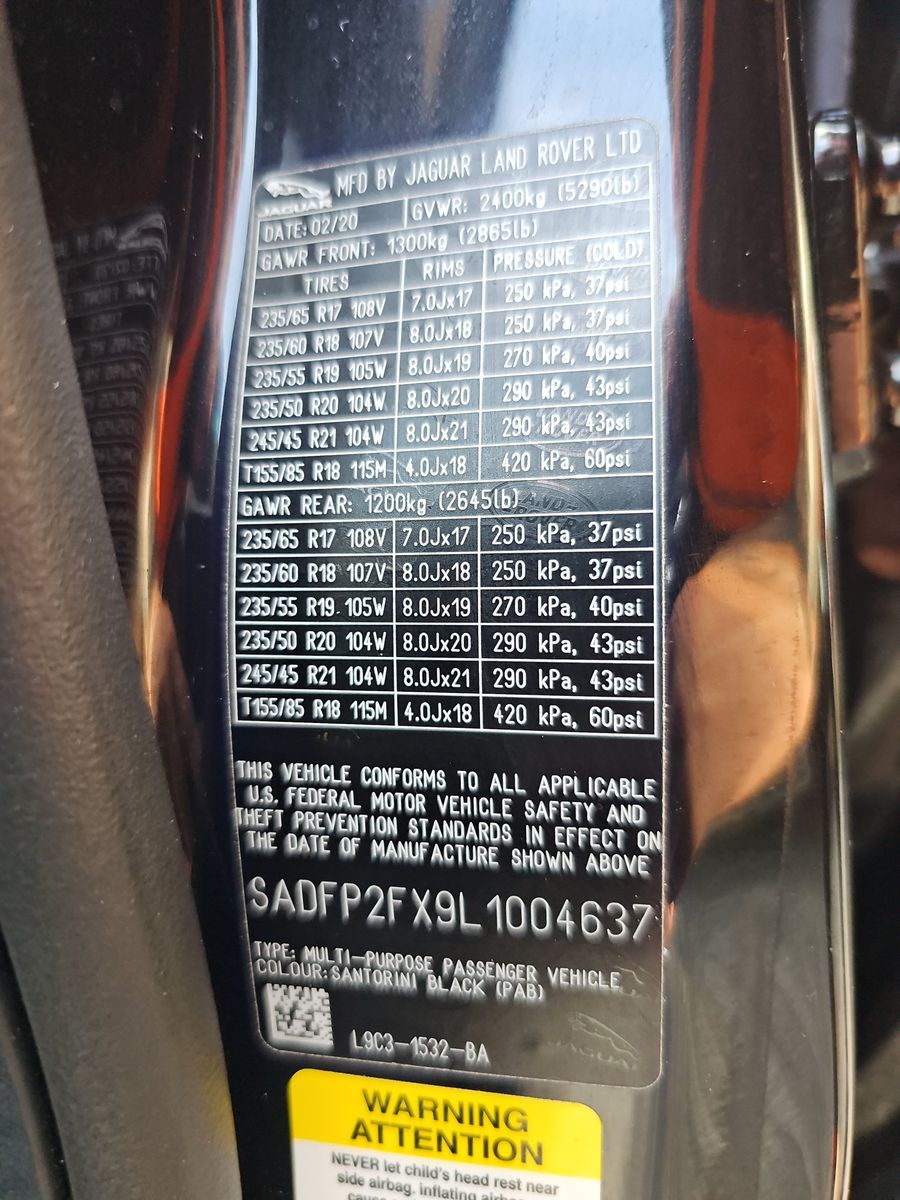 JAGUAR MFD BY JAGUAR LAND ROVER LTD
DATE: 02/20 GVWR: 2400kg (5290lb)
GAWR FRONT: 1300kg (2865lb)
TIRES RIMS PRESSURE (COLD)
235/65 R17 108V 7.0Jx17 250 kPa, 37psi
235/60 R18 107V 8.0Jx18 250 kPa, 37psi
235/55 R19 105W 8.0Jx19 270 kPa, 40psi
235/50 R20 104W 8.0Jx20 290 kPa, 43psi
245/45 R21 104W 8.0Jx21 290 kPa, 43psi
T155/85 R18 115M 4.0Jx18 420 kPa, 60psi
GAWR REAR: 1200kg (2645lb)
235/65 R17 108V 7.0Jx17 250 kPa, 37psi
235/60 R18 107V 8.0Jx18 250 kPa, 37psi
235/55 R19 105W 8.0Jx19 270 kPa, 40psi
235/50 R20 104W 8.0Jx20 290 kPa, 43psi
245/45 R21 104W 8.0Jx21 290 kPa, 43psi
T155/85 R18 115M 4.0Jx18 420 kPa, 60psi
THIS VEHICLE CONFORMS TO ALL APPLICABLE
U.S. FEDERAL MOTOR VEHICLE SAFETY AND
THEFT PREVENTION STANDARDS IN EFFECT ON
THE DATE OF MANUFACTURE SHOWN ABOVE
SADFP2FX9L1004637
TYPE: MULTI-PURPOSE PASSENGER VEHICLE
COLOUR: SANTORINI BLACK (PAB)
L9C3-1532-BA
WARNING
ATTENTION
NEVER let child's head rest near
side airbag, inflating